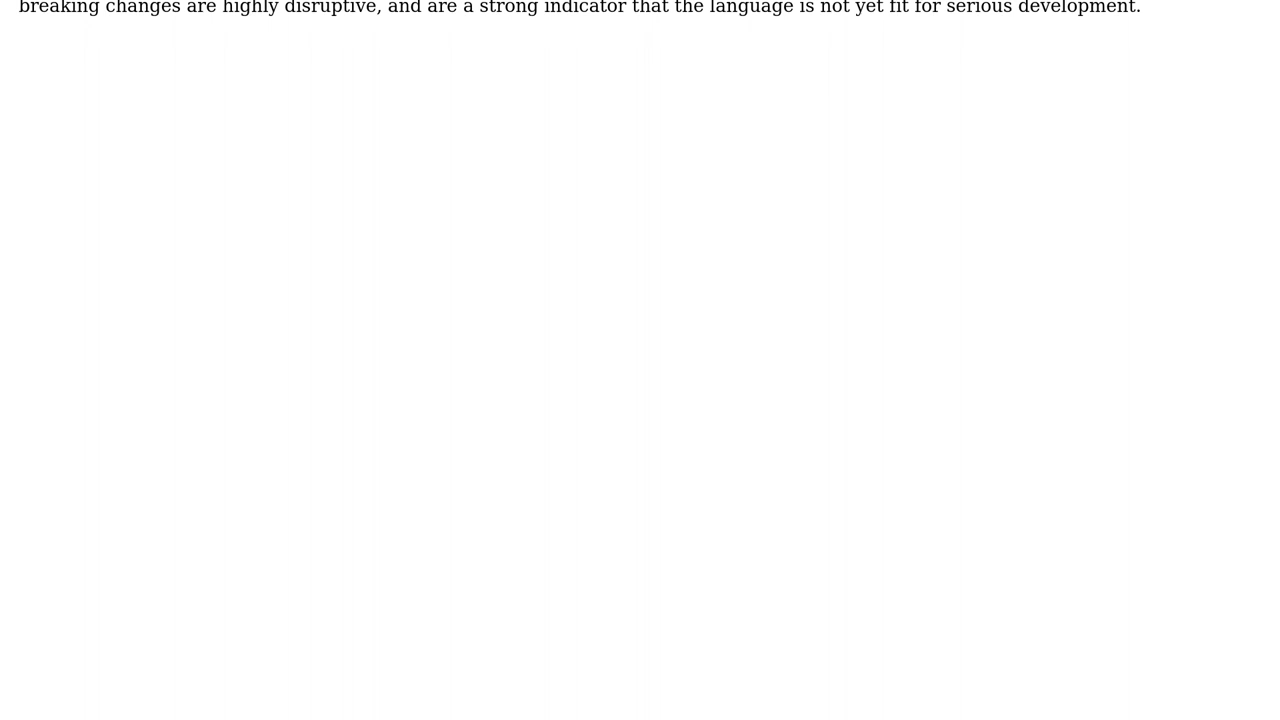 breaking changes are highly disruptive, and are a strong indicator that the language is not yet fit for serious development.